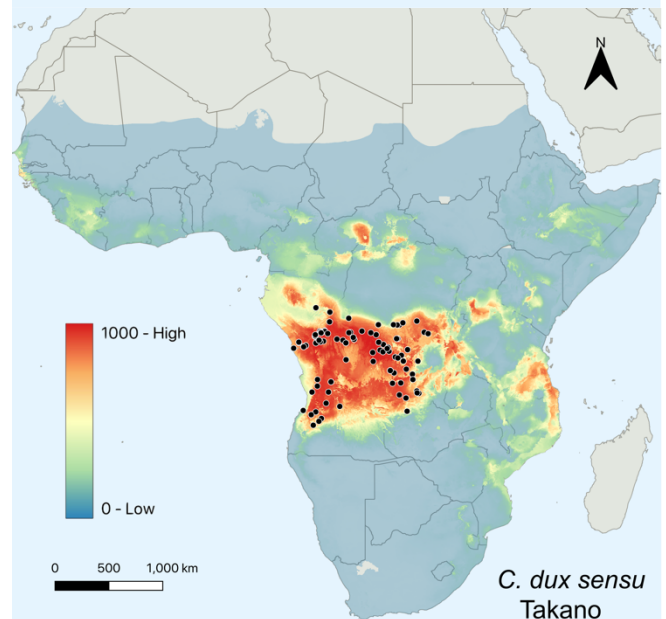 N
1000 - High
0 - Low
0 500 1,000 km
C. dux sensu
Takano